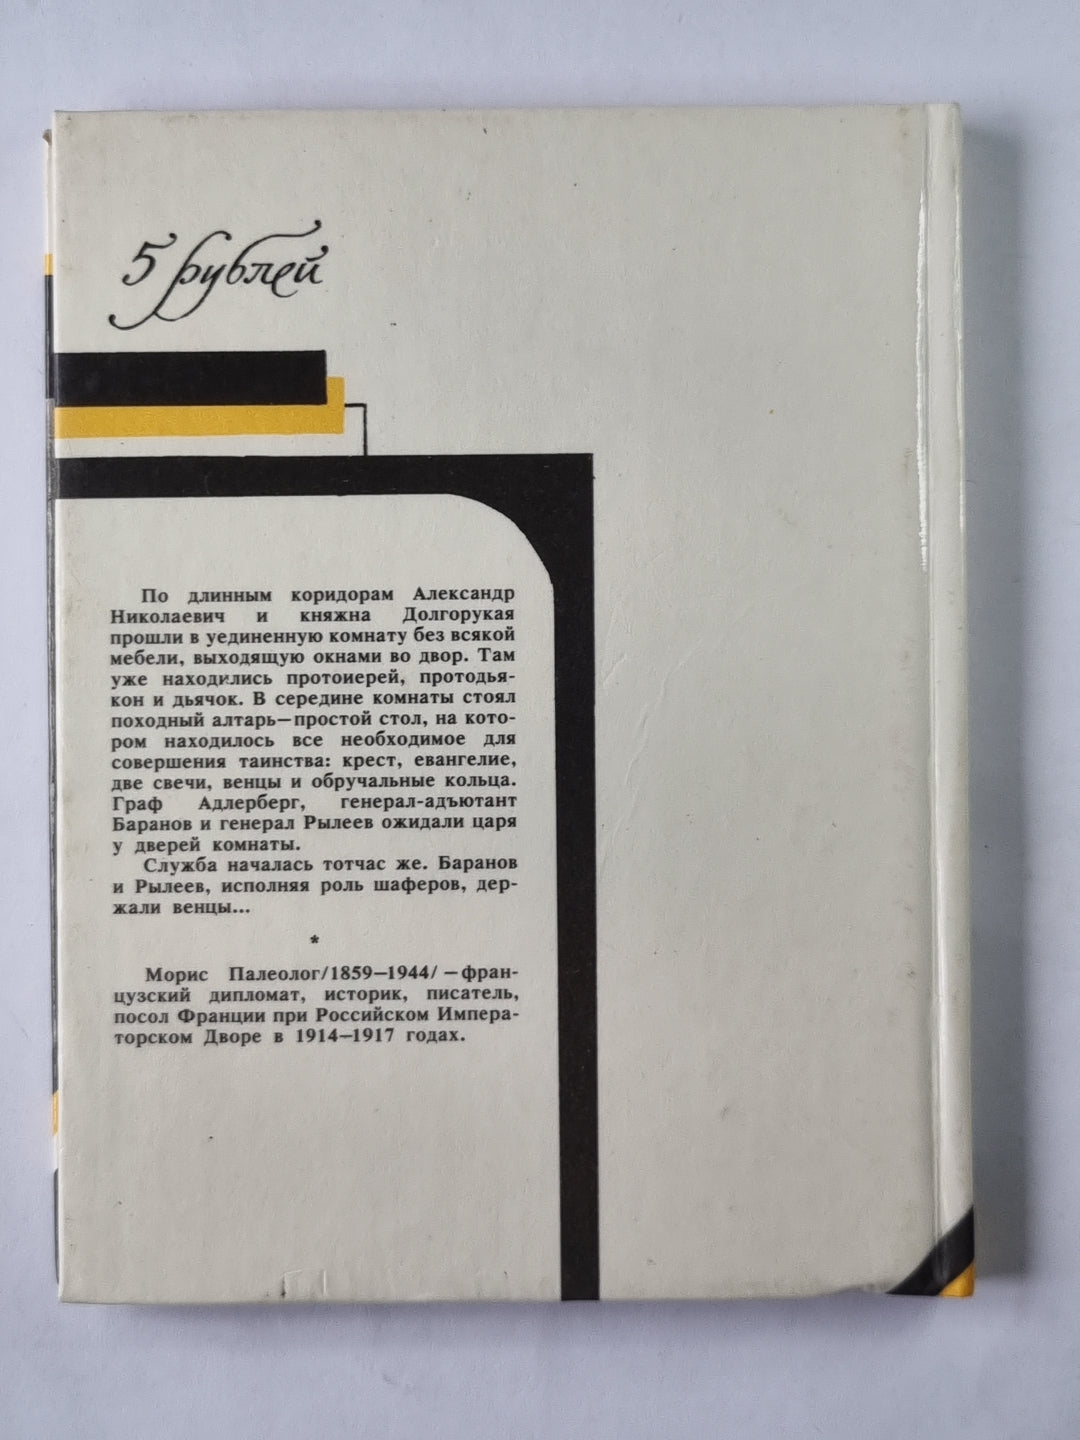 5 рублей
По длинным коридорам Александр
Николаевич и княжна Долгорукая
прошли в уединенную комнату без всякой
мебели, выходящую окнами во двор. Там
уже находились протоиерей, протодья-
кон и дьячок. В середине комнаты стоял
походный алтарь—простой стол, на кото-
ром находилось все необходимое для
совершения таинства: крест, евангелие,
две свечи, венцы и обручальные кольца.
Граф Адлерберг, генерал-адъютант
Баранов и генерал Рылеев ожидали царя
у дверей комнаты.
Служба началась тотчас же. Баранов
и Рылеев, исполняя роль шаферов, дер-
жали венцы...
*
Морис Палеолог/1859—1944/ —фран-
цузский дипломат, историк, писатель,
посол Франции при Российском Импера-
торском Дворе в 1914—1917 годах.